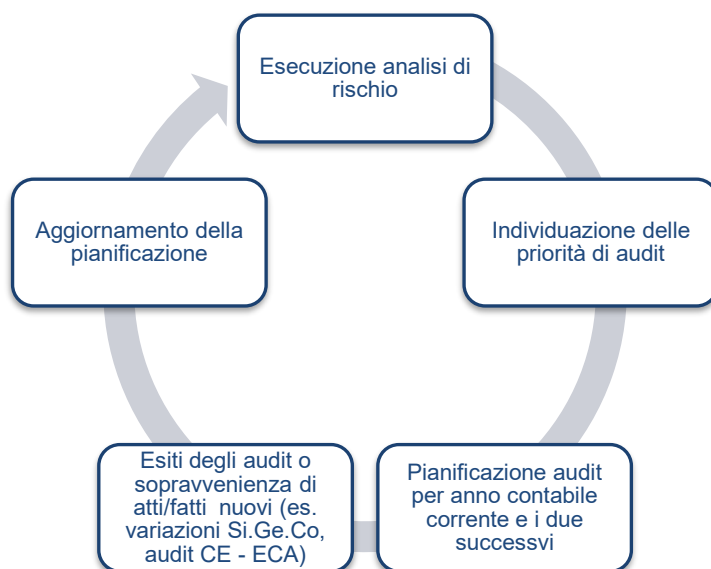 Esecuzione analisi di
rischio
Individuazione delle
priorità di audit
Pianificazione audit
per anno contabile
corrente e i due
successvi
Esiti degli audit o
sopravvenienza di
atti/fatti  nuovi (es.
variazioni Si.Ge.Co,
audit CE - ECA)
Aggiornamento della
pianificazione